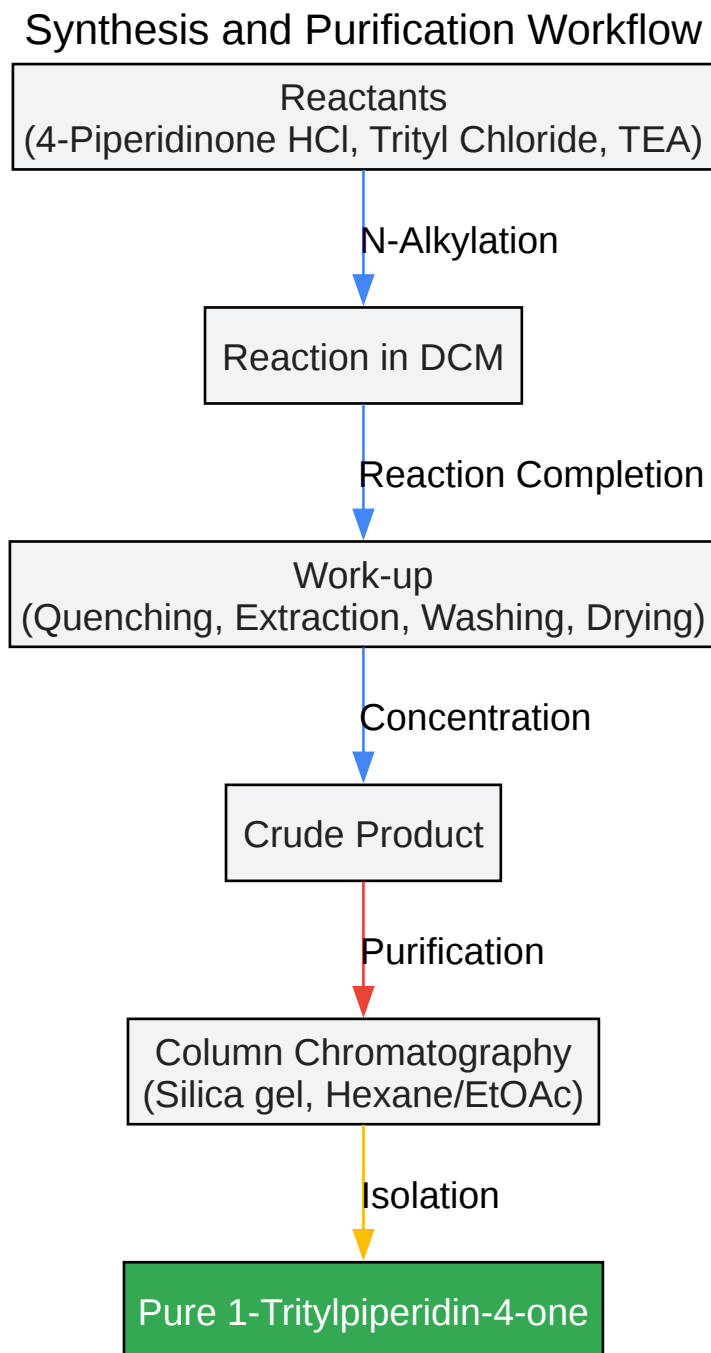 Synthesis and Purification Workflow
Reactants
(4-Piperidinone HCl, Trityl Chloride, TEA)
N-Alkylation
Reaction in DCM
Reaction Completion
Work-up
(Quenching, Extraction, Washing, Drying)
Concentration
Crude Product
Purification
Column Chromatography
(Silica gel, Hexane/EtOAc)
Isolation
Pure 1-Tritylpiperidin-4-one